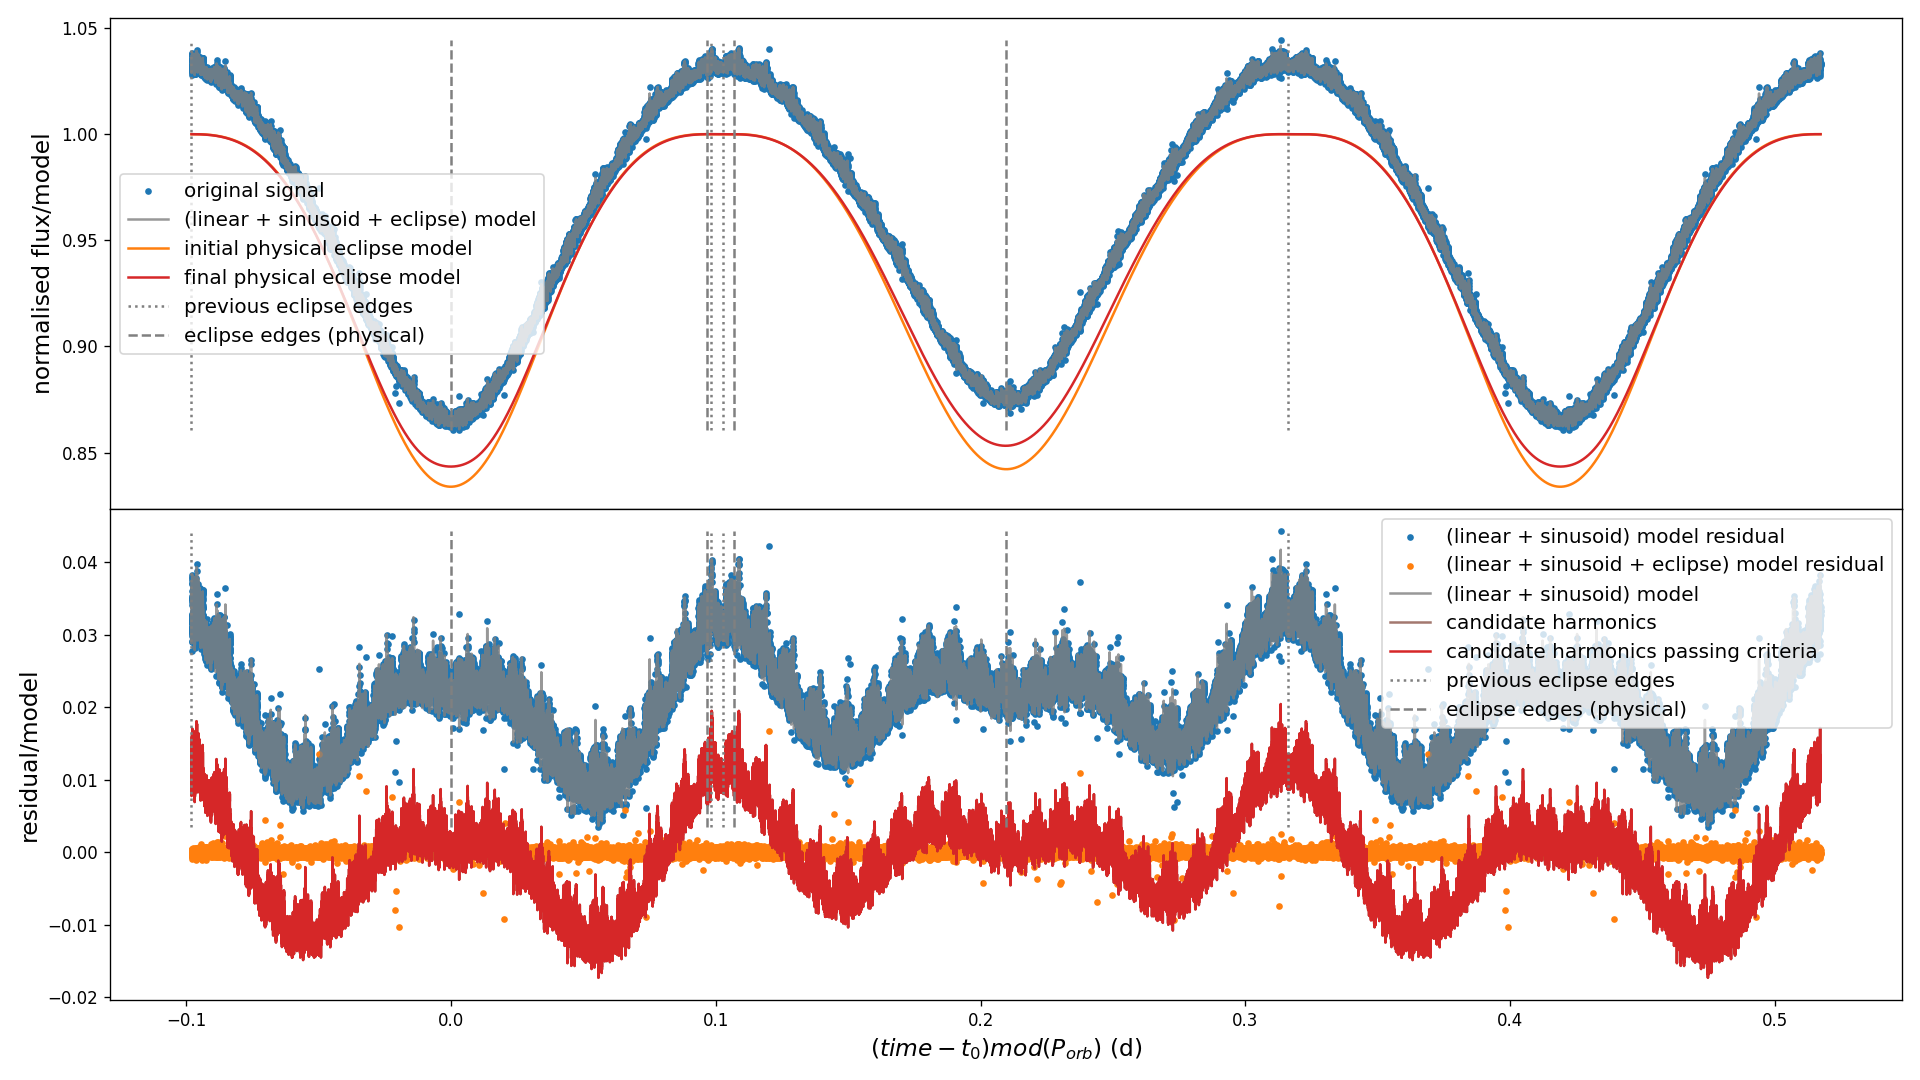 normalised flux/model
1.05
1.00
0.95
0.90
0.85
original signal
(linear + sinusoid + eclipse) model
initial physical eclipse model
final physical eclipse model
previous eclipse edges
eclipse edges (physical)
residual/model
0.04
0.03
0.02
0.01
0.00
−0.01
−0.02
(linear + sinusoid) model residual
(linear + sinusoid + eclipse) model residual
(linear + sinusoid) model
candidate harmonics
candidate harmonics passing criteria
previous eclipse edges
eclipse edges (physical)
−0.1 0.0 0.1 0.2 0.3 0.4 0.5
(time − t₀)mod(P_orb) (d)